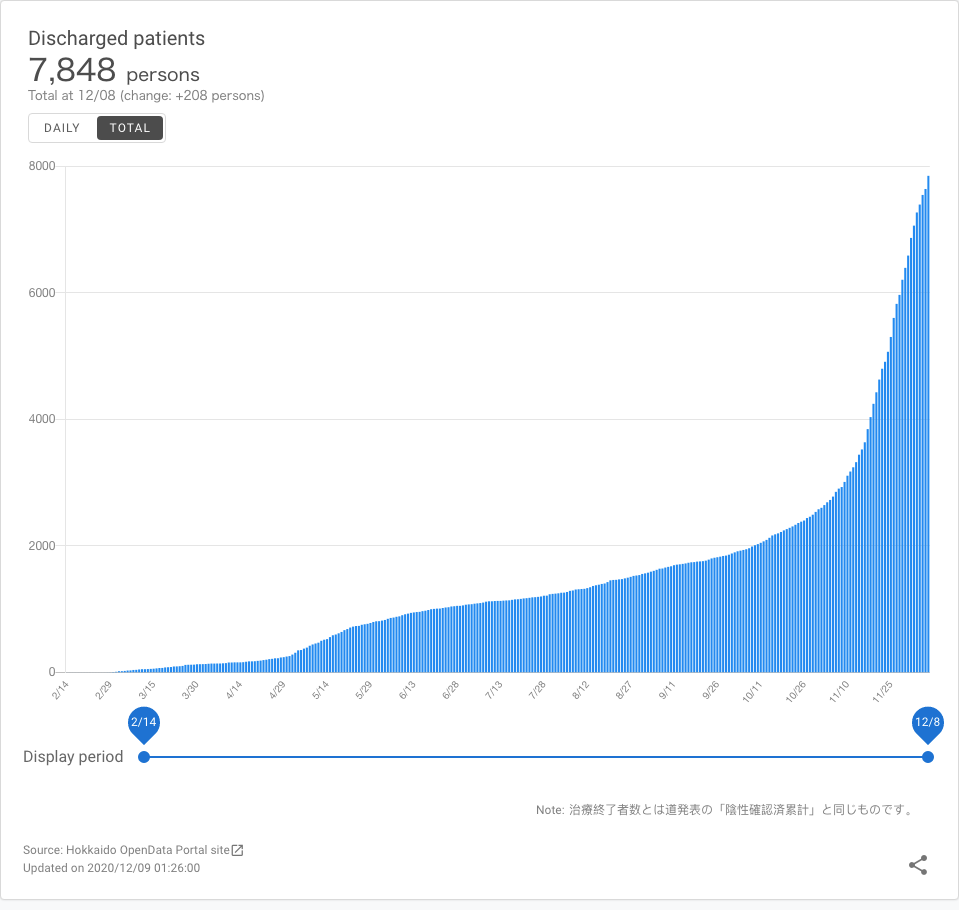 Discharged patients
7,848 persons
Total at 12/08 (change: +208 persons)
DAILY TOTAL
8000
6000
4000
2000
0
2/14 2/29 3/15 3/30 4/14 4/29 5/14 5/29 6/13 6/28 7/13 7/28 8/12 8/27 9/11 9/26 10/11 10/26 11/10 11/25
2/14 12/8
Display period
Note: 治療終了者数とは道発表の「陰性確認済累計」と同じものです。
Source: Hokkaido OpenData Portal site
Updated on 2020/12/09 01:26:00